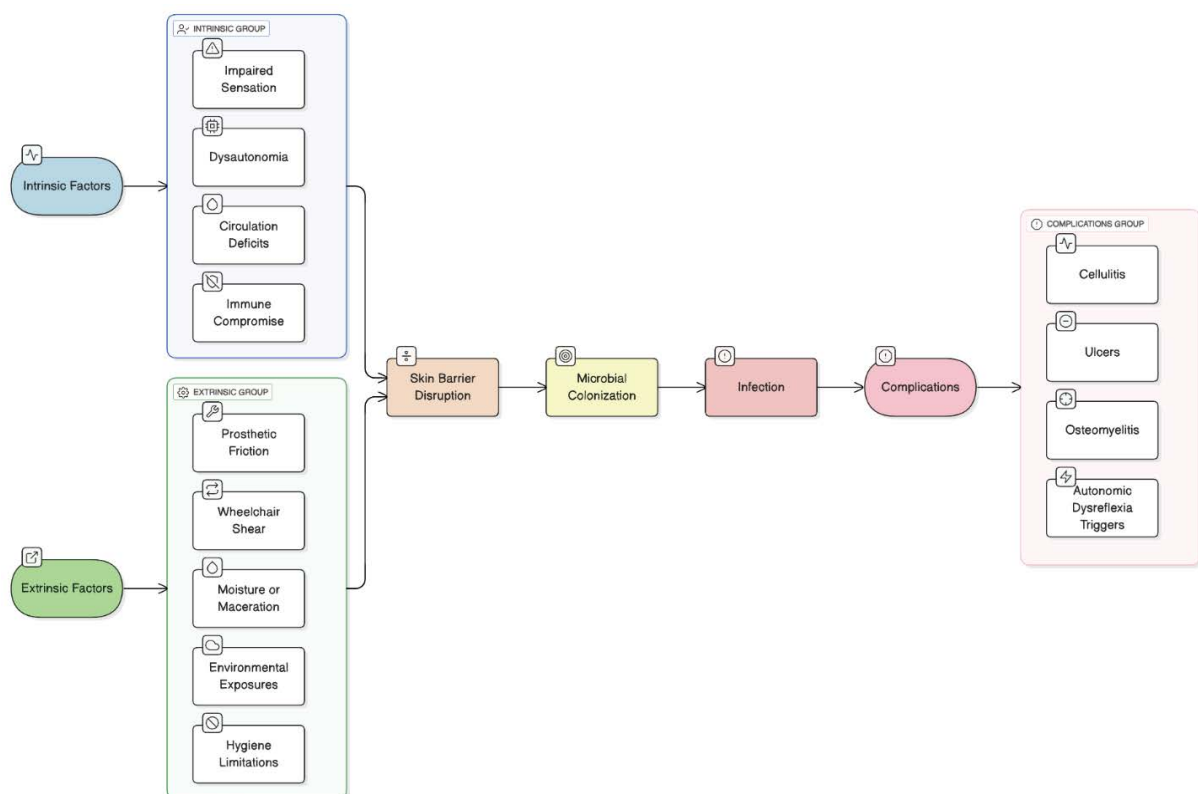 INTRINSIC GROUP
Impaired
Sensation
Dysautonomia
Circulation
Deficits
Immune
Compromise
Intrinsic Factors
EXTRINSIC GROUP
Prosthetic
Friction
Wheelchair
Shear
Moisture or
Maceration
Environmental
Exposures
Hygiene
Limitations
Extrinsic Factors
Skin Barrier
Disruption
Microbial
Colonization
Infection
Complications
COMPLICATIONS GROUP
Cellulitis
Ulcers
Osteomyelitis
Autonomic
Dysreflexia
Triggers